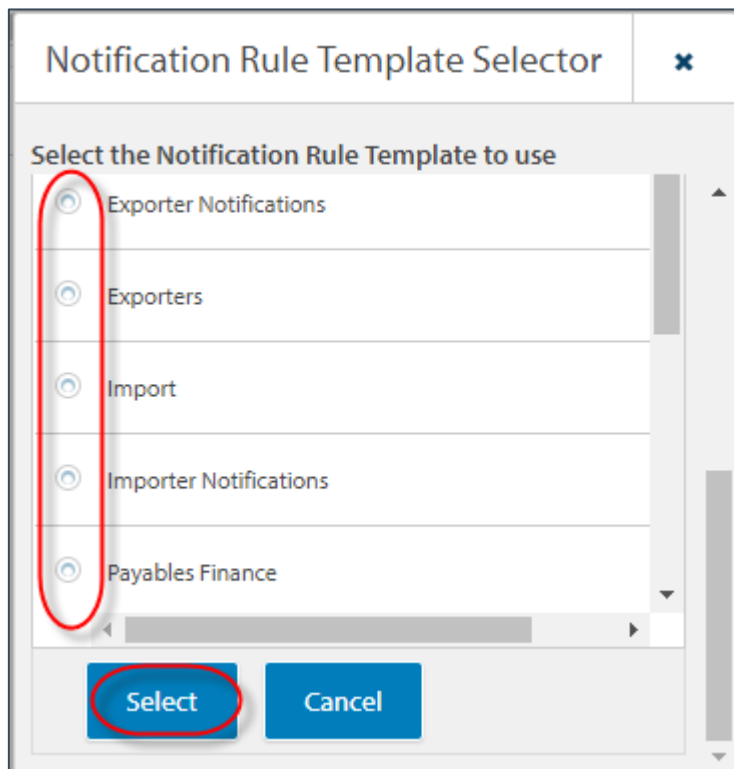 Notification Rule Template Selector
Select the Notification Rule Template to use
Exporter Notifications
Exporters
Import
Importer Notifications
Payables Finance
Select
Cancel